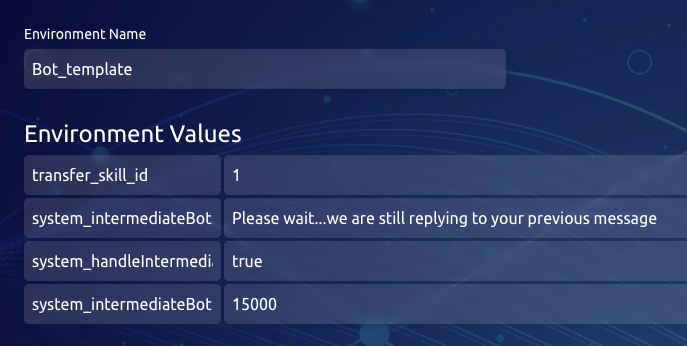 Environment Name
Bot_template
Environment Values
transfer_skill_id 1
system_intermediateBot Please wait...we are still replying to your previous message
system_handleIntermedi true
system_intermediateBot 15000